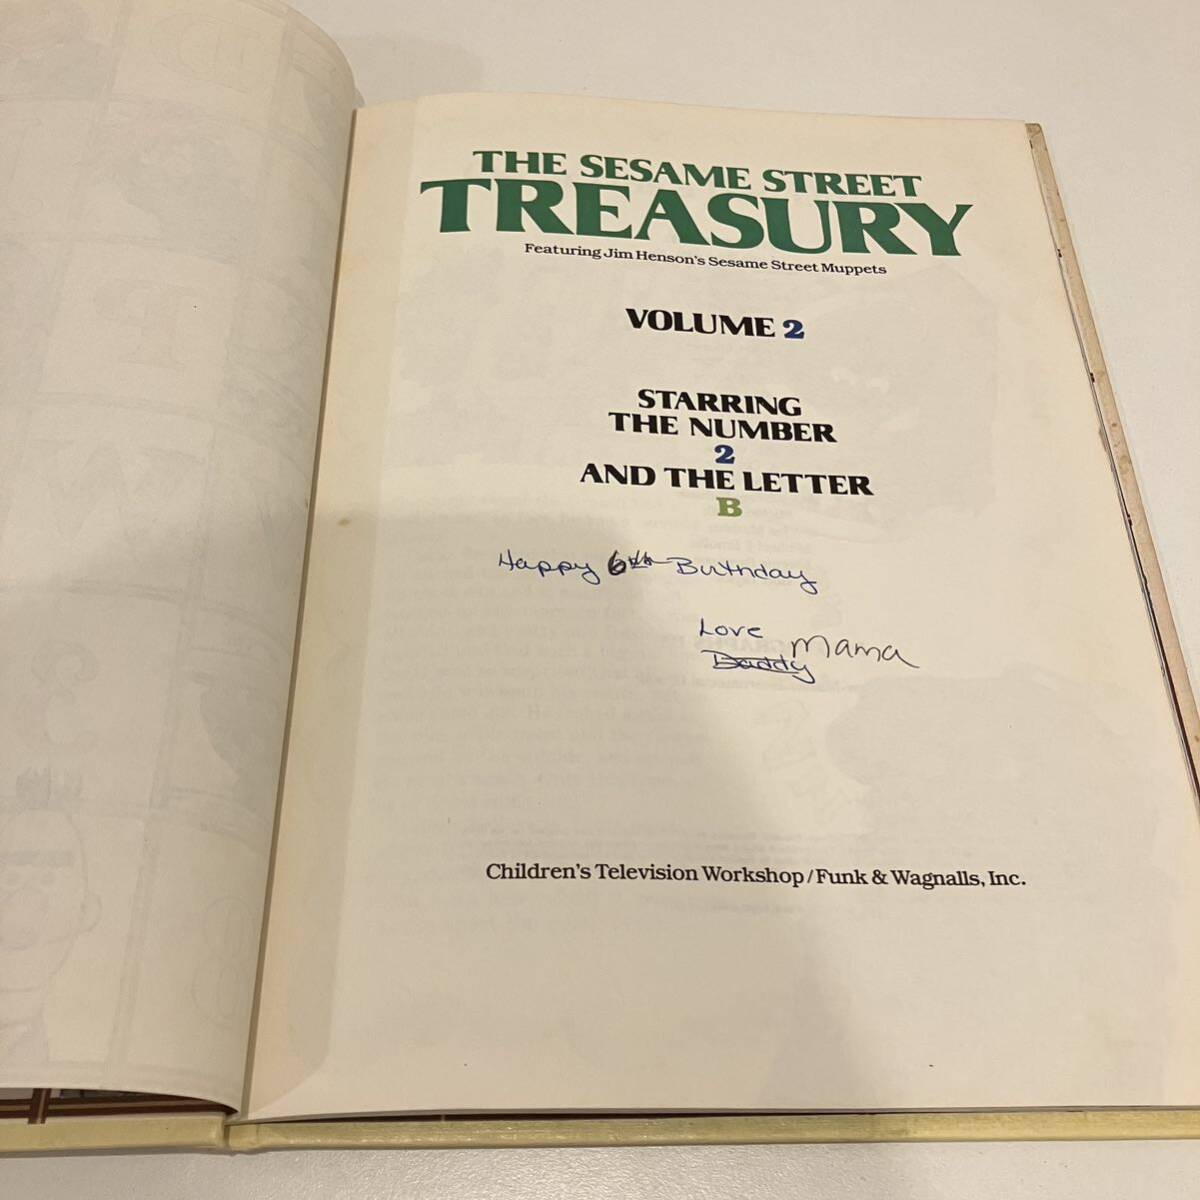 THE SESAME STREET
TREASURY
Featuring Jim Henson's Sesame Street Muppets
VOLUME 2
STARRING
THE NUMBER
2
AND THE LETTER
B
Happy 6th Birthday
Love
Daddy Mama
Children's Television Workshop/Funk & Wagnalls, Inc.